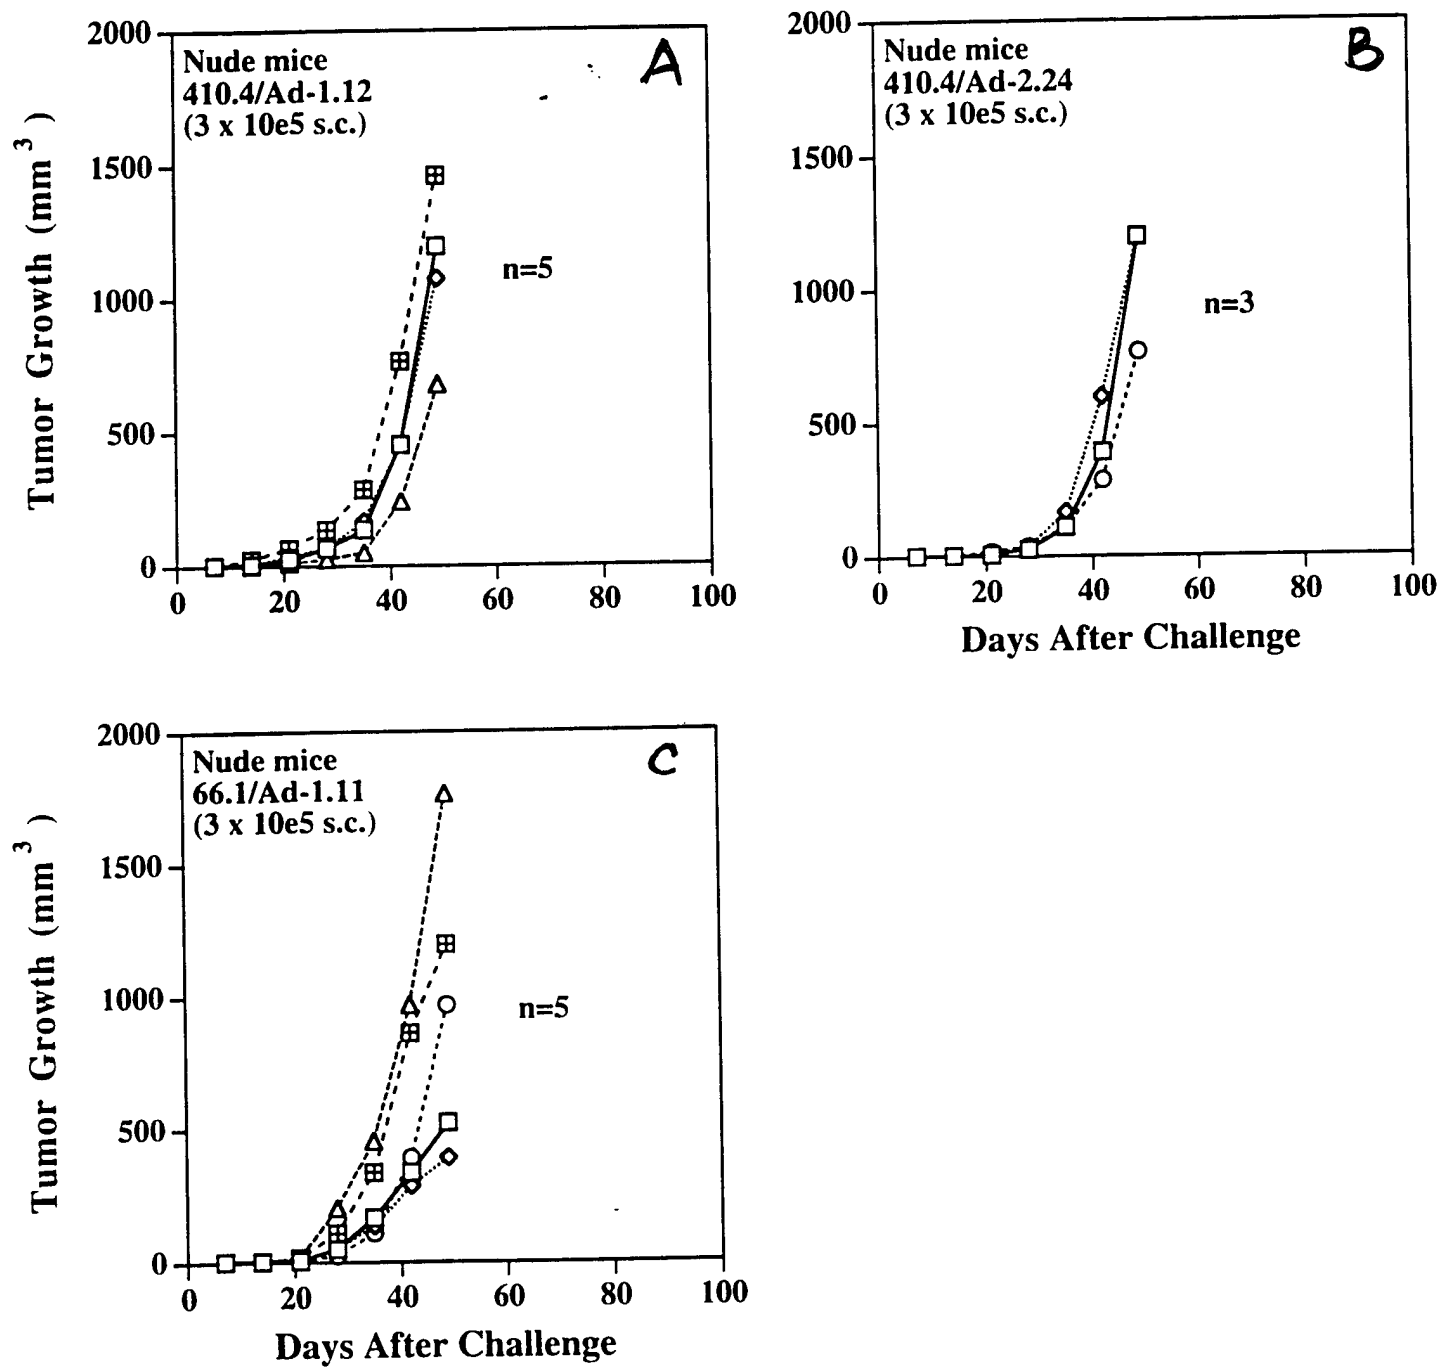 2000
1500
1000
500
0
0 20 40 60 80 100
Tumor Growth (mm3)
Nude mice
410.4/Ad-1.12
(3 x 10e5 s.c.)
A
n=5
2000
1500
1000
500
0
0 20 40 60 80 100
Nude mice
410.4/Ad-2.24
(3 x 10e5 s.c.)
B
n=3
Days After Challenge
2000
1500
1000
500
0
0 20 40 60 80 100
Tumor Growth (mm3)
Nude mice
66.1/Ad-1.11
(3 x 10e5 s.c.)
C
n=5
Days After Challenge